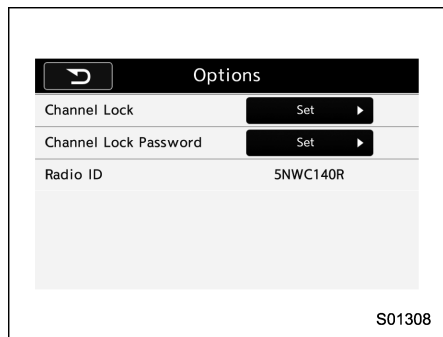 Options
Channel Lock Set
Channel Lock Password Set
Radio ID 5NWC140R
S01308